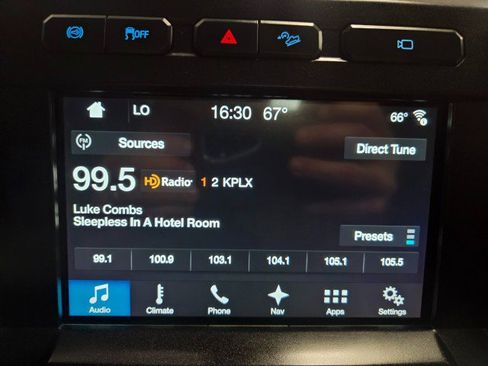 OFF
LO 16:30 67° 66°
FM Sources Direct Tune
99.5 HD Radio 1 2 KPLX
Luke Combs
Sleepless In A Hotel Room
Presets
99.1 100.9 103.1 104.1 105.1 105.5
Audio Climate Phone Nav Apps Settings